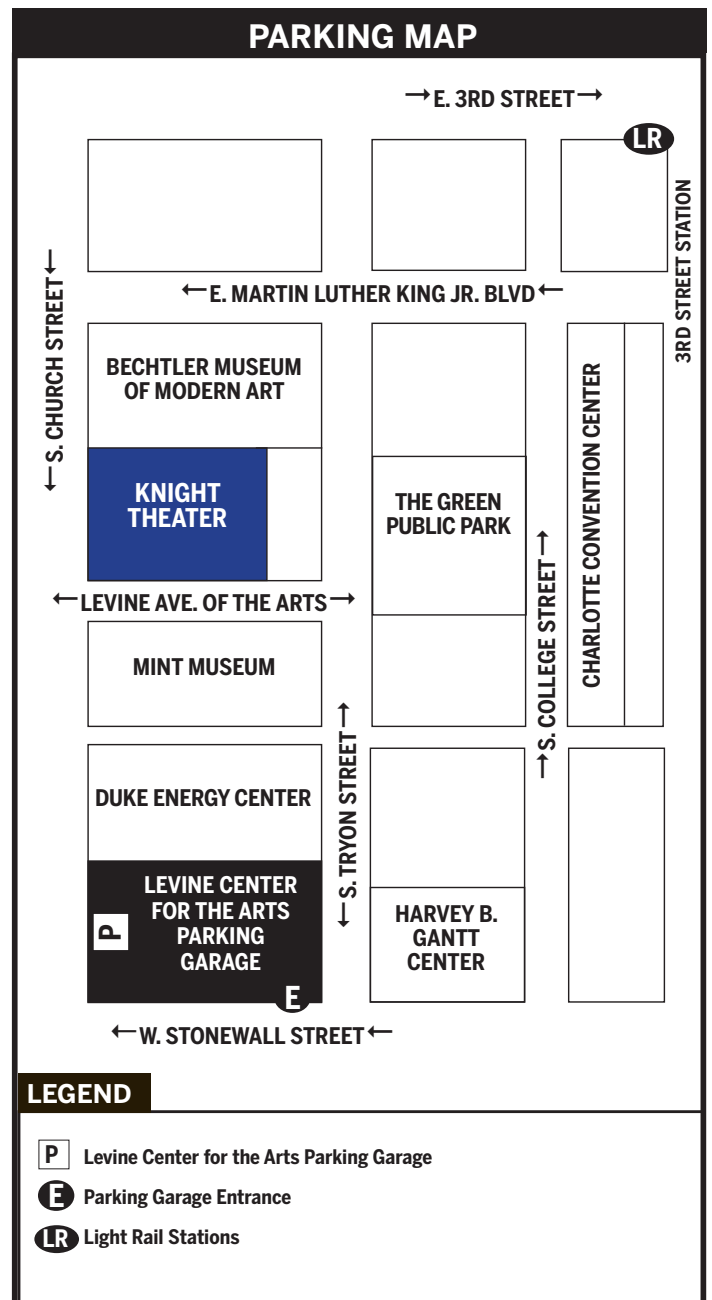 PARKING MAP
→E. 3RD STREET→
LR
3RD STREET STATION
←E. MARTIN LUTHER KING JR. BLVD←
←S. CHURCH STREET←
BECHTLER MUSEUM
OF MODERN ART
KNIGHT
THEATER
THE GREEN
PUBLIC PARK
CHARLOTTE CONVENTION CENTER
→S. COLLEGE STREET→
←LEVINE AVE. OF THE ARTS→
MINT MUSEUM
←S. TRYON STREET→
DUKE ENERGY CENTER
LEVINE CENTER
FOR THE ARTS
PARKING
GARAGE
P
E
HARVEY B.
GANTT
CENTER
←W. STONEWALL STREET←
LEGEND
P Levine Center for the Arts Parking Garage
E Parking Garage Entrance
LR Light Rail Stations